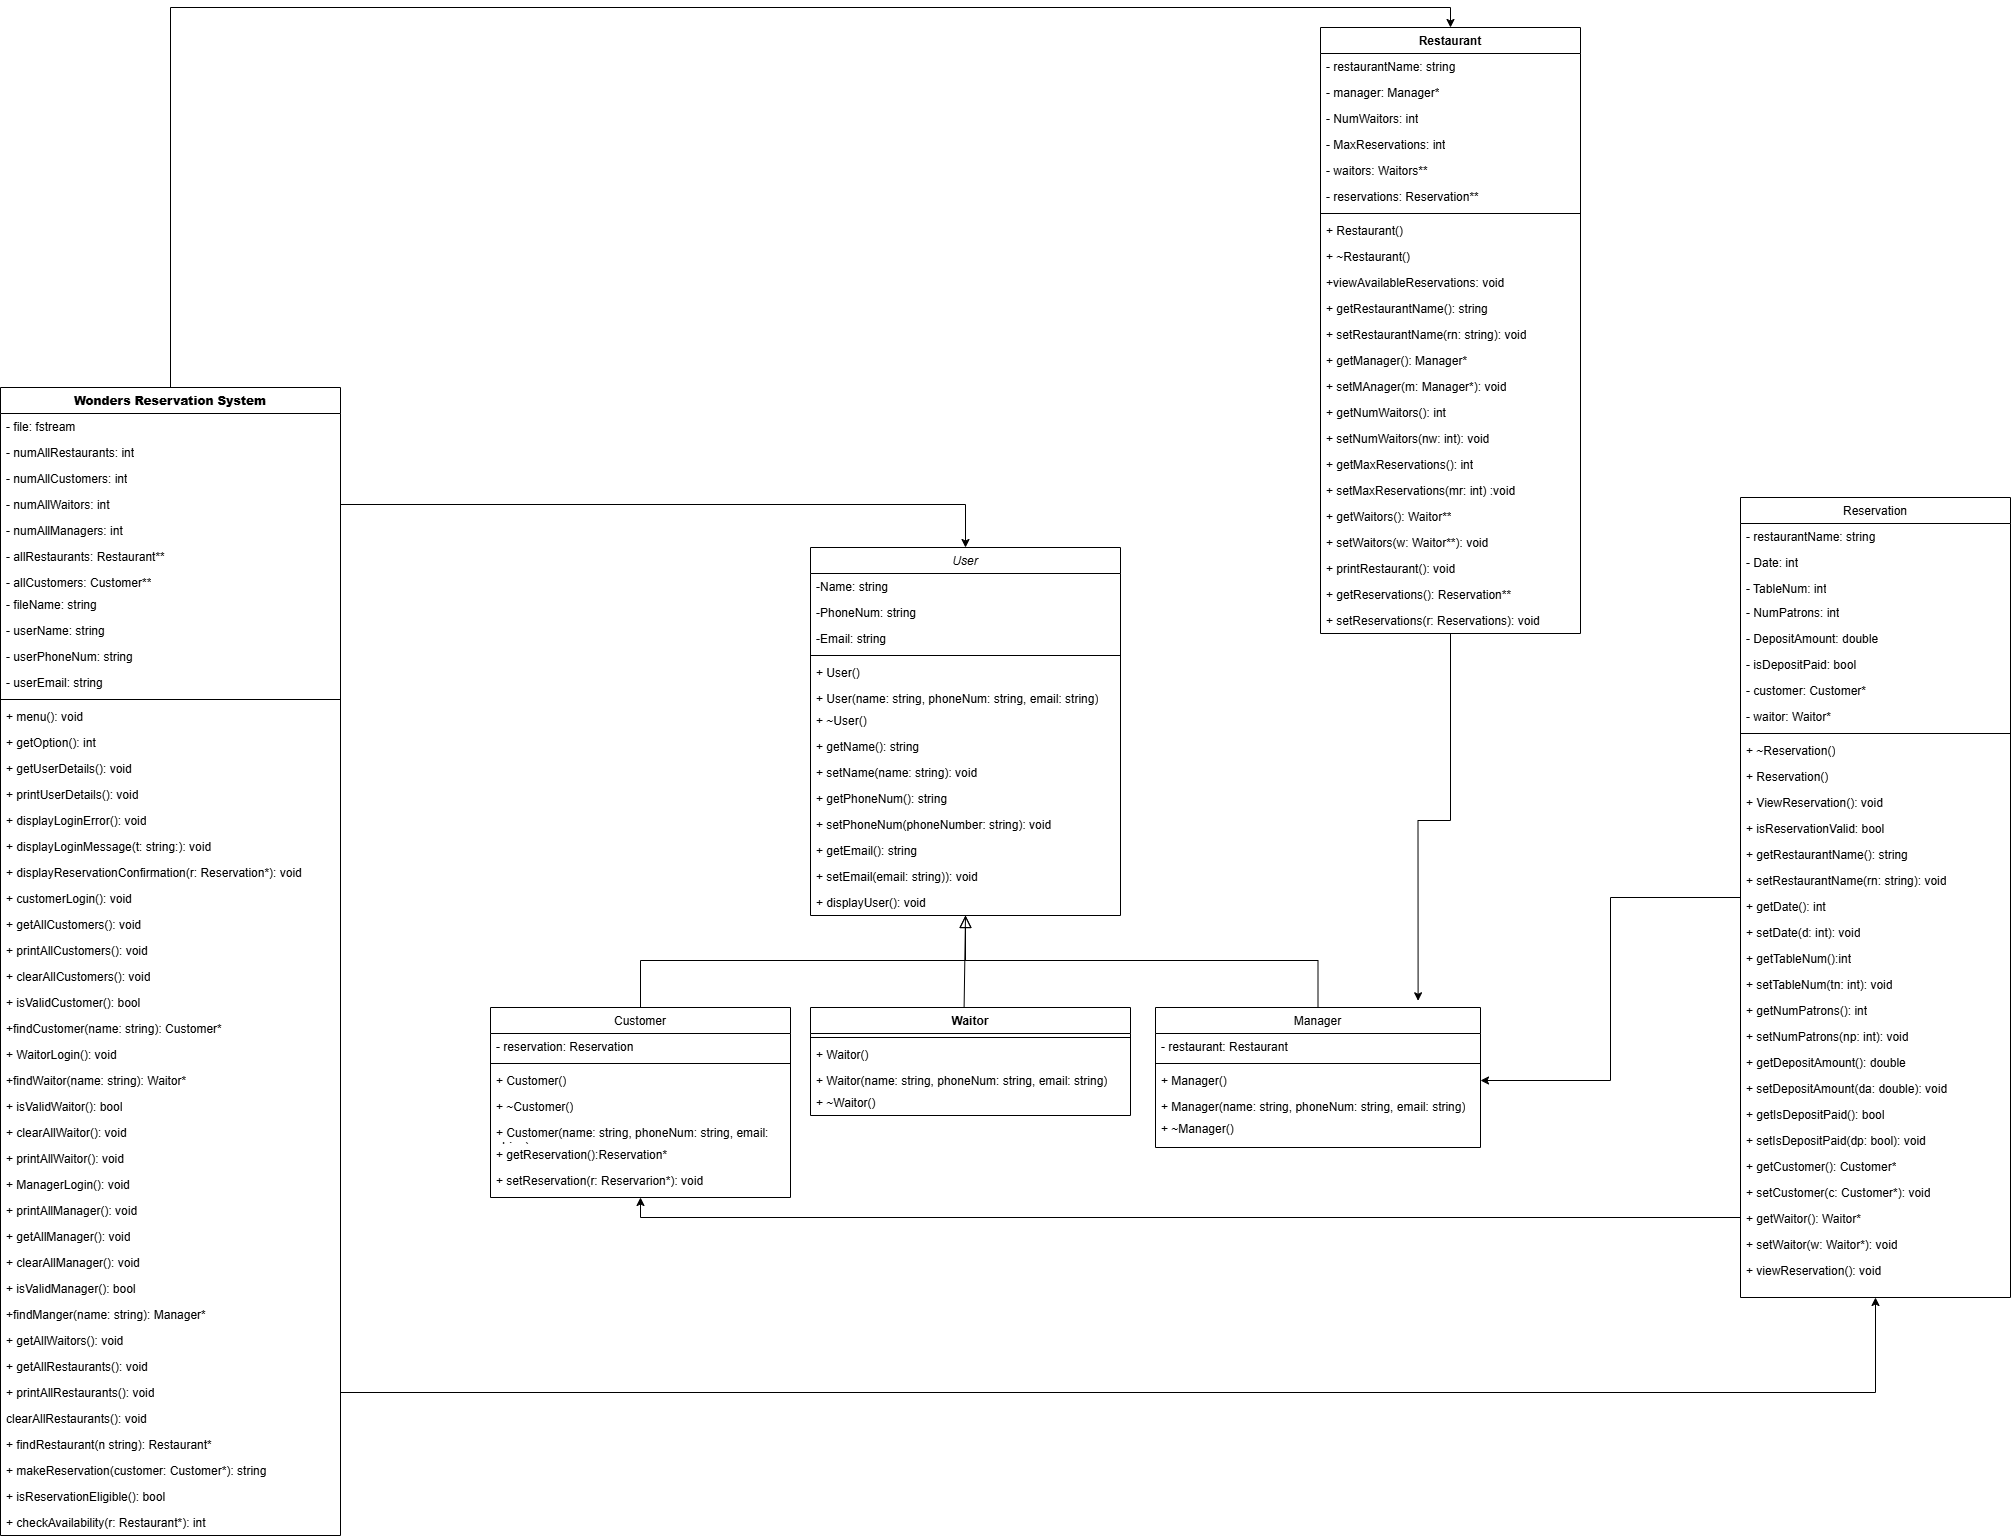 Restaurant
- restaurantName: string
- manager: Manager*
- NumWaitors: int
- MaxReservations: int
- waitors: Waitors**
- reservations: Reservation**
+ Restaurant()
+ ~Restaurant()
+viewAvailableReservations: void
+ getRestaurantName(): string
+ setRestaurantName(rn: string): void
+ getManager(): Manager*
+ setMAnager(m: Manager*): void
+ getNumWaitors(): int
+ setNumWaitors(nw: int): void
+ getMaxReservations(): int
+ setMaxReservations(mr: int) :void
+ getWaitors(): Waitor**
+ setWaitors(w: Waitor**): void
+ printRestaurant(): void
+ getReservations(): Reservation**
+ setReservations(r: Reservations): void
Wonders Reservation System
- file: fstream
- numAllRestaurants: int
- numAllCustomers: int
- numAllWaitors: int
- numAllManagers: int
- allRestaurants: Restaurant**
- allCustomers: Customer**
- fileName: string
- userName: string
- userPhoneNum: string
- userEmail: string
+ menu(): void
+ getOption(): int
+ getUserDetails(): void
+ printUserDetails(): void
+ displayLoginError(): void
+ displayLoginMessage(t: string:): void
+ displayReservationConfirmation(r: Reservation*): void
+ customerLogin(): void
+ getAllCustomers(): void
+ printAllCustomers(): void
+ clearAllCustomers(): void
+ isValidCustomer(): bool
+findCustomer(name: string): Customer*
+ WaitorLogin(): void
+findWaitor(name: string): Waitor*
+ isValidWaitor(): bool
+ clearAllWaitor(): void
+ printAllWaitor(): void
+ ManagerLogin(): void
+ printAllManager(): void
+ getAllManager(): void
+ clearAllManager(): void
+ isValidManager(): bool
+findManger(name: string): Manager*
+ getAllWaitors(): void
+ getAllRestaurants(): void
+ printAllRestaurants(): void
clearAllRestaurants(): void
+ findRestaurant(n string): Restaurant*
+ makeReservation(customer: Customer*): string
+ isReservationEligible(): bool
+ checkAvailability(r: Restaurant*): int
User
-Name: string
-PhoneNum: string
-Email: string
+ User()
+ User(name: string, phoneNum: string, email: string)
+ ~User()
+ getName(): string
+ setName(name: string): void
+ getPhoneNum(): string
+ setPhoneNum(phoneNumber: string): void
+ getEmail(): string
+ setEmail(email: string)): void
+ displayUser(): void
Reservation
- restaurantName: string
- Date: int
- TableNum: int
- NumPatrons: int
- DepositAmount: double
- isDepositPaid: bool
- customer: Customer*
- waitor: Waitor*
+ ~Reservation()
+ Reservation()
+ ViewReservation(): void
+ isReservationValid: bool
+ getRestaurantName(): string
+ setRestaurantName(rn: string): void
+ getDate(): int
+ setDate(d: int): void
+ getTableNum():int
+ setTableNum(tn: int): void
+ getNumPatrons(): int
+ setNumPatrons(np: int): void
+ getDepositAmount(): double
+ setDepositAmount(da: double): void
+ getIsDepositPaid(): bool
+ setIsDepositPaid(dp: bool): void
+ getCustomer(): Customer*
+ setCustomer(c: Customer*): void
+ getWaitor(): Waitor*
+ setWaitor(w: Waitor*): void
+ viewReservation(): void
Customer
- reservation: Reservation
+ Customer()
+ ~Customer()
+ Customer(name: string, phoneNum: string, email:
+ getReservation():Reservation*
+ setReservation(r: Reservarion*): void
Waitor
+ Waitor()
+ Waitor(name: string, phoneNum: string, email: string)
+ ~Waitor()
Manager
- restaurant: Restaurant
+ Manager()
+ Manager(name: string, phoneNum: string, email: string)
+ ~Manager()